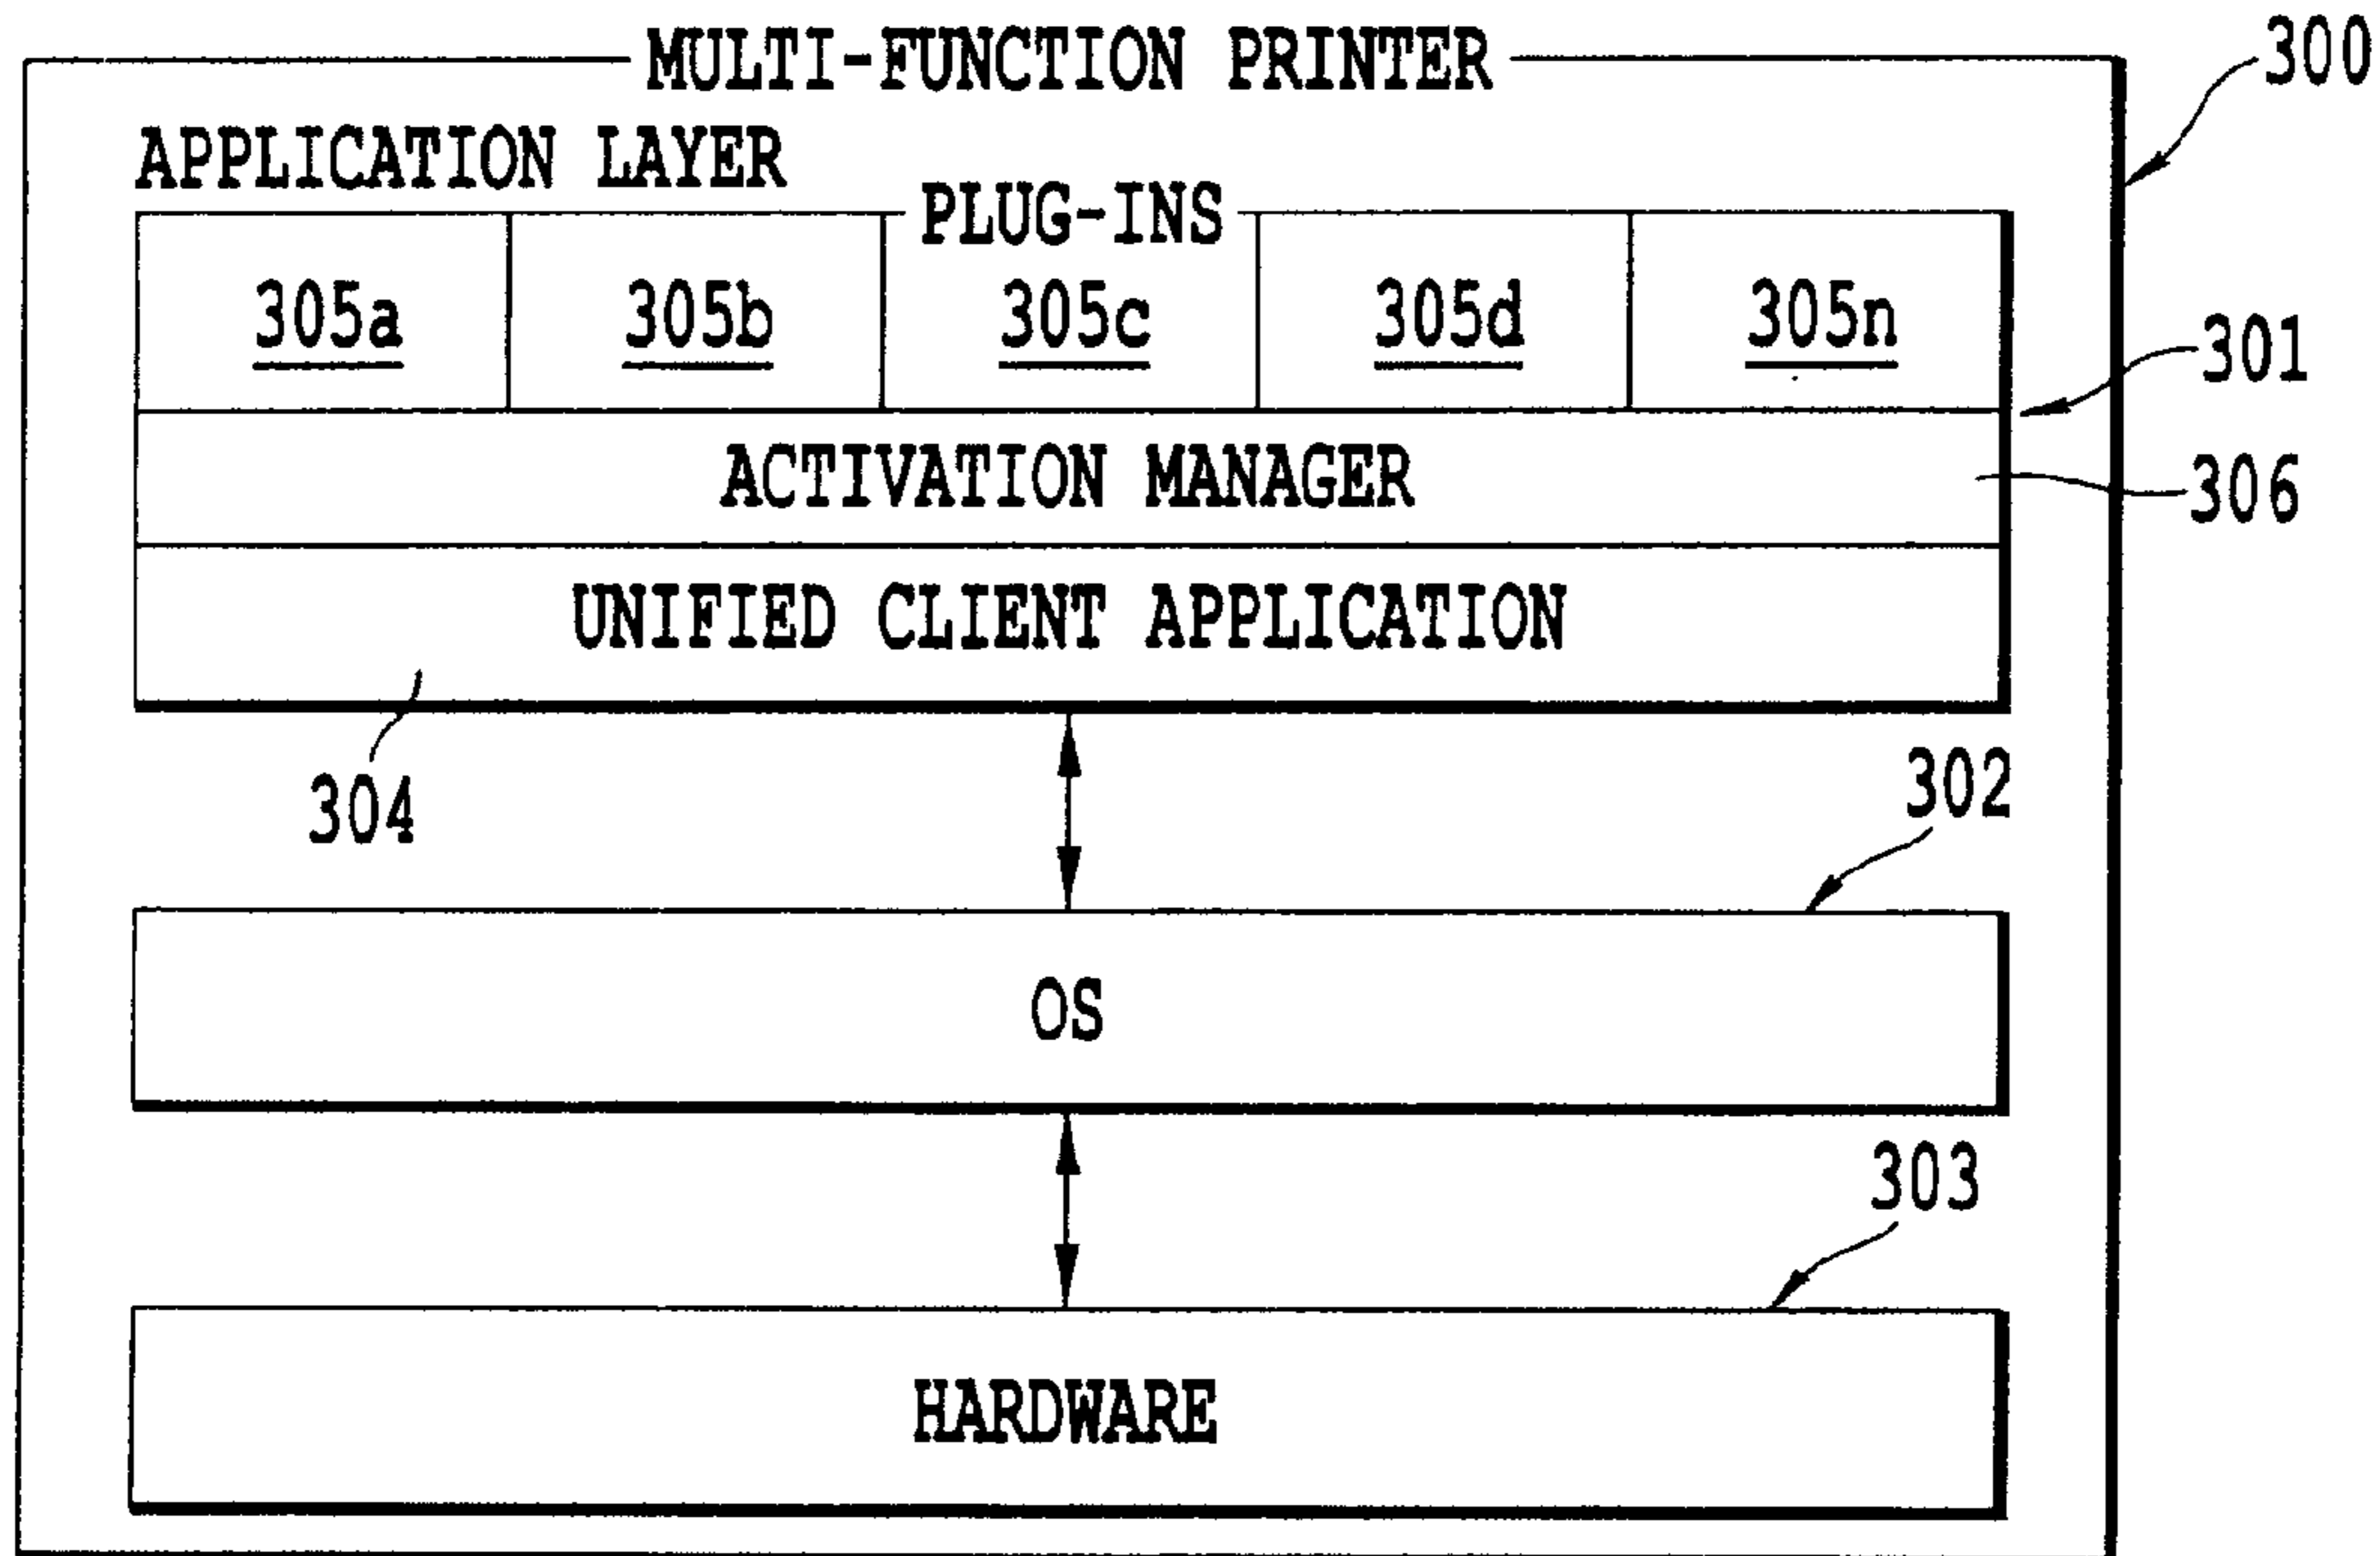 MULTI-FUNCTION PRINTER
300
APPLICATION LAYER
PLUG-INS
305a 305b 305c 305d 305n
301
ACTIVATION MANAGER
306
UNIFIED CLIENT APPLICATION
304
302
OS
303
HARDWARE